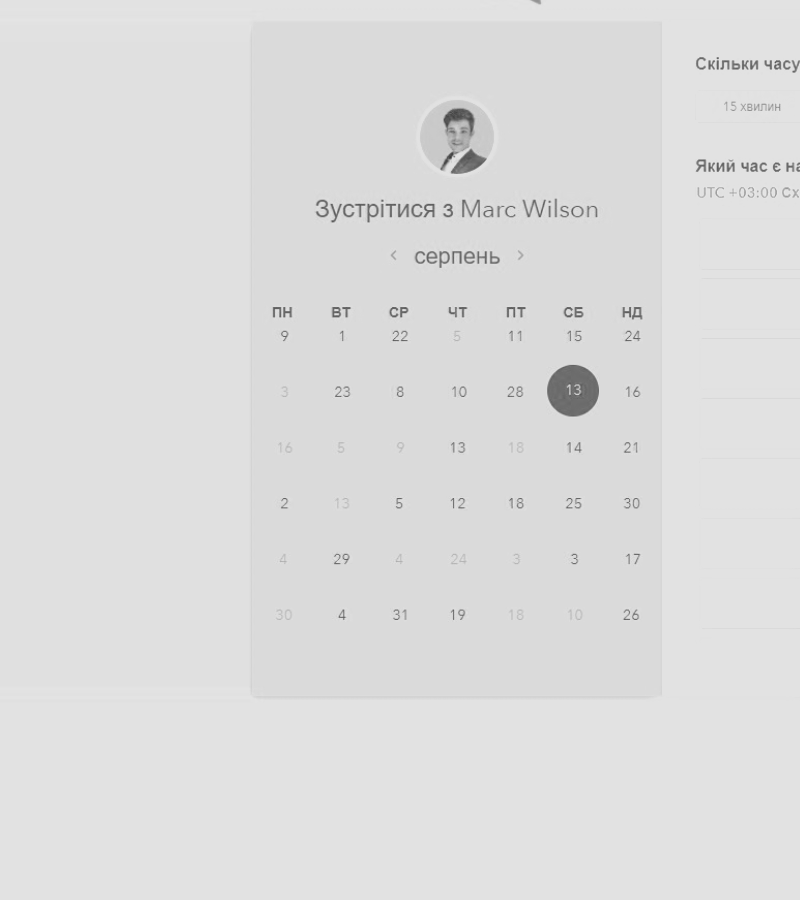 Зустрітися з Marc Wilson
‹ серпень ›
ПН ВТ СР ЧТ ПТ СБ НД
9 1 22 5 11 15 24
3 23 8 10 28 13 16
16 5 9 13 18 14 21
2 13 5 12 18 25 30
4 29 4 24 3 3 17
30 4 31 19 18 10 26
Скільки часу
15 хвилин
Який час є
UTC +03:00